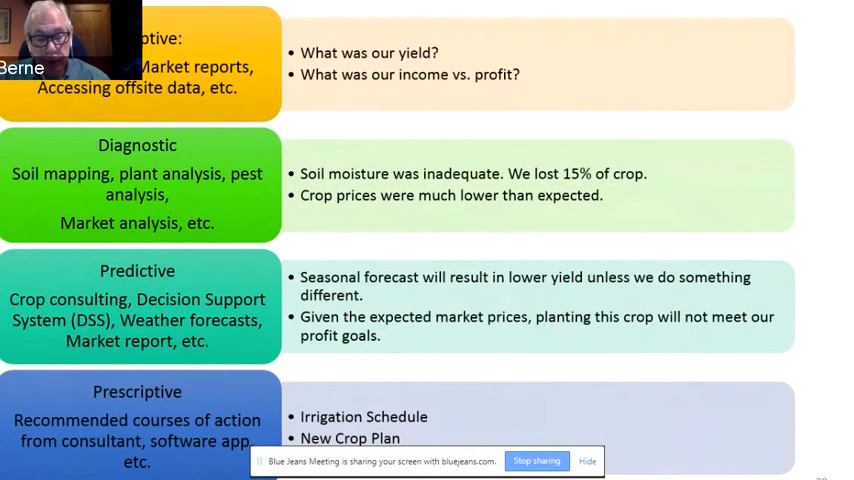 ptive:
Market reports,
Accessing offsite data, etc.
• What was our yield?
• What was our income vs. profit?
Berne
Diagnostic
Soil mapping, plant analysis, pest
analysis,
Market analysis, etc.
• Soil moisture was inadequate. We lost 15% of crop.
• Crop prices were much lower than expected.
Predictive
Crop consulting, Decision Support
System (DSS), Weather forecasts,
Market report, etc.
• Seasonal forecast will result in lower yield unless we do something
different.
• Given the expected market prices, planting this crop will not meet our
profit goals.
Prescriptive
Recommended courses of action
from consultant, software app,
etc.
• Irrigation Schedule
• New Crop Plan
Blue Jeans Meeting is sharing your screen with bluejeans.com.
Stop sharing
Hide